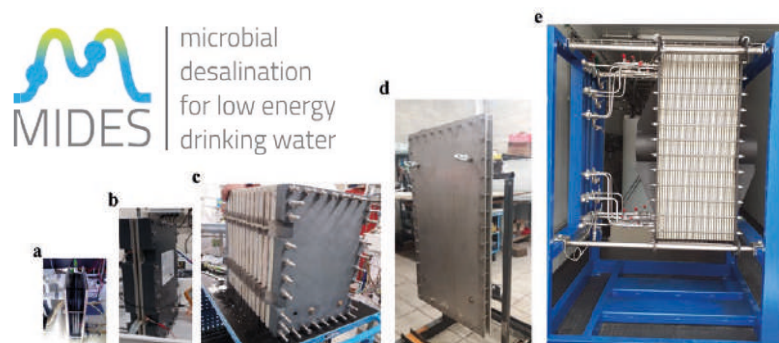 MIDES
microbial
desalination
for low energy
drinking water
a
b
c
d
e